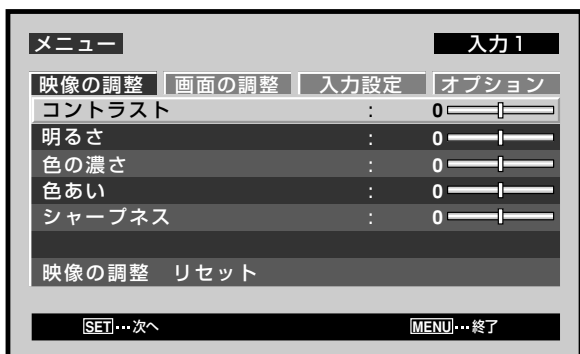 メニュー 入力1
映像の調整 画面の調整 入力設定 オプション
コントラスト : 0
明るさ : 0
色の濃さ : 0
色あい : 0
シャープネス : 0
映像の調整 リセット
SET…次へ MENU…終了